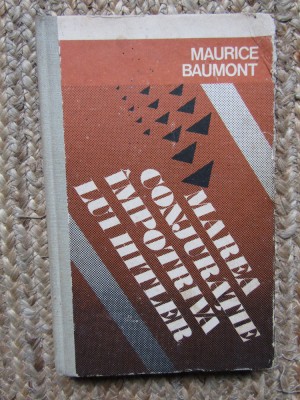 MAURICE
BAUMONT
MAREA
CONJURAȚIE
ÎMPOTRIVA
LUI HITLER